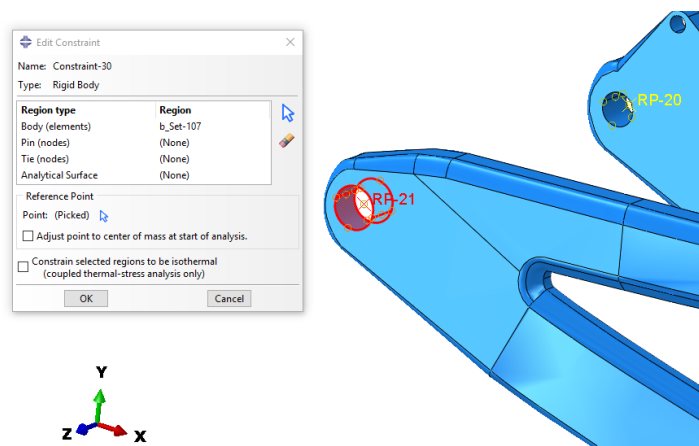 Edit Constraint
Name: Constraint-30
Type: Rigid Body
Region type Region
Body (elements) b_Set-107
Pin (nodes) (None)
Tie (nodes) (None)
Analytical Surface (None)
Reference Point
Point: (Picked)
Adjust point to center of mass at start of analysis.
Constrain selected regions to be isothermal
(coupled thermal-stress analysis only)
OK Cancel
RP-20
RP-21
Y
Z X